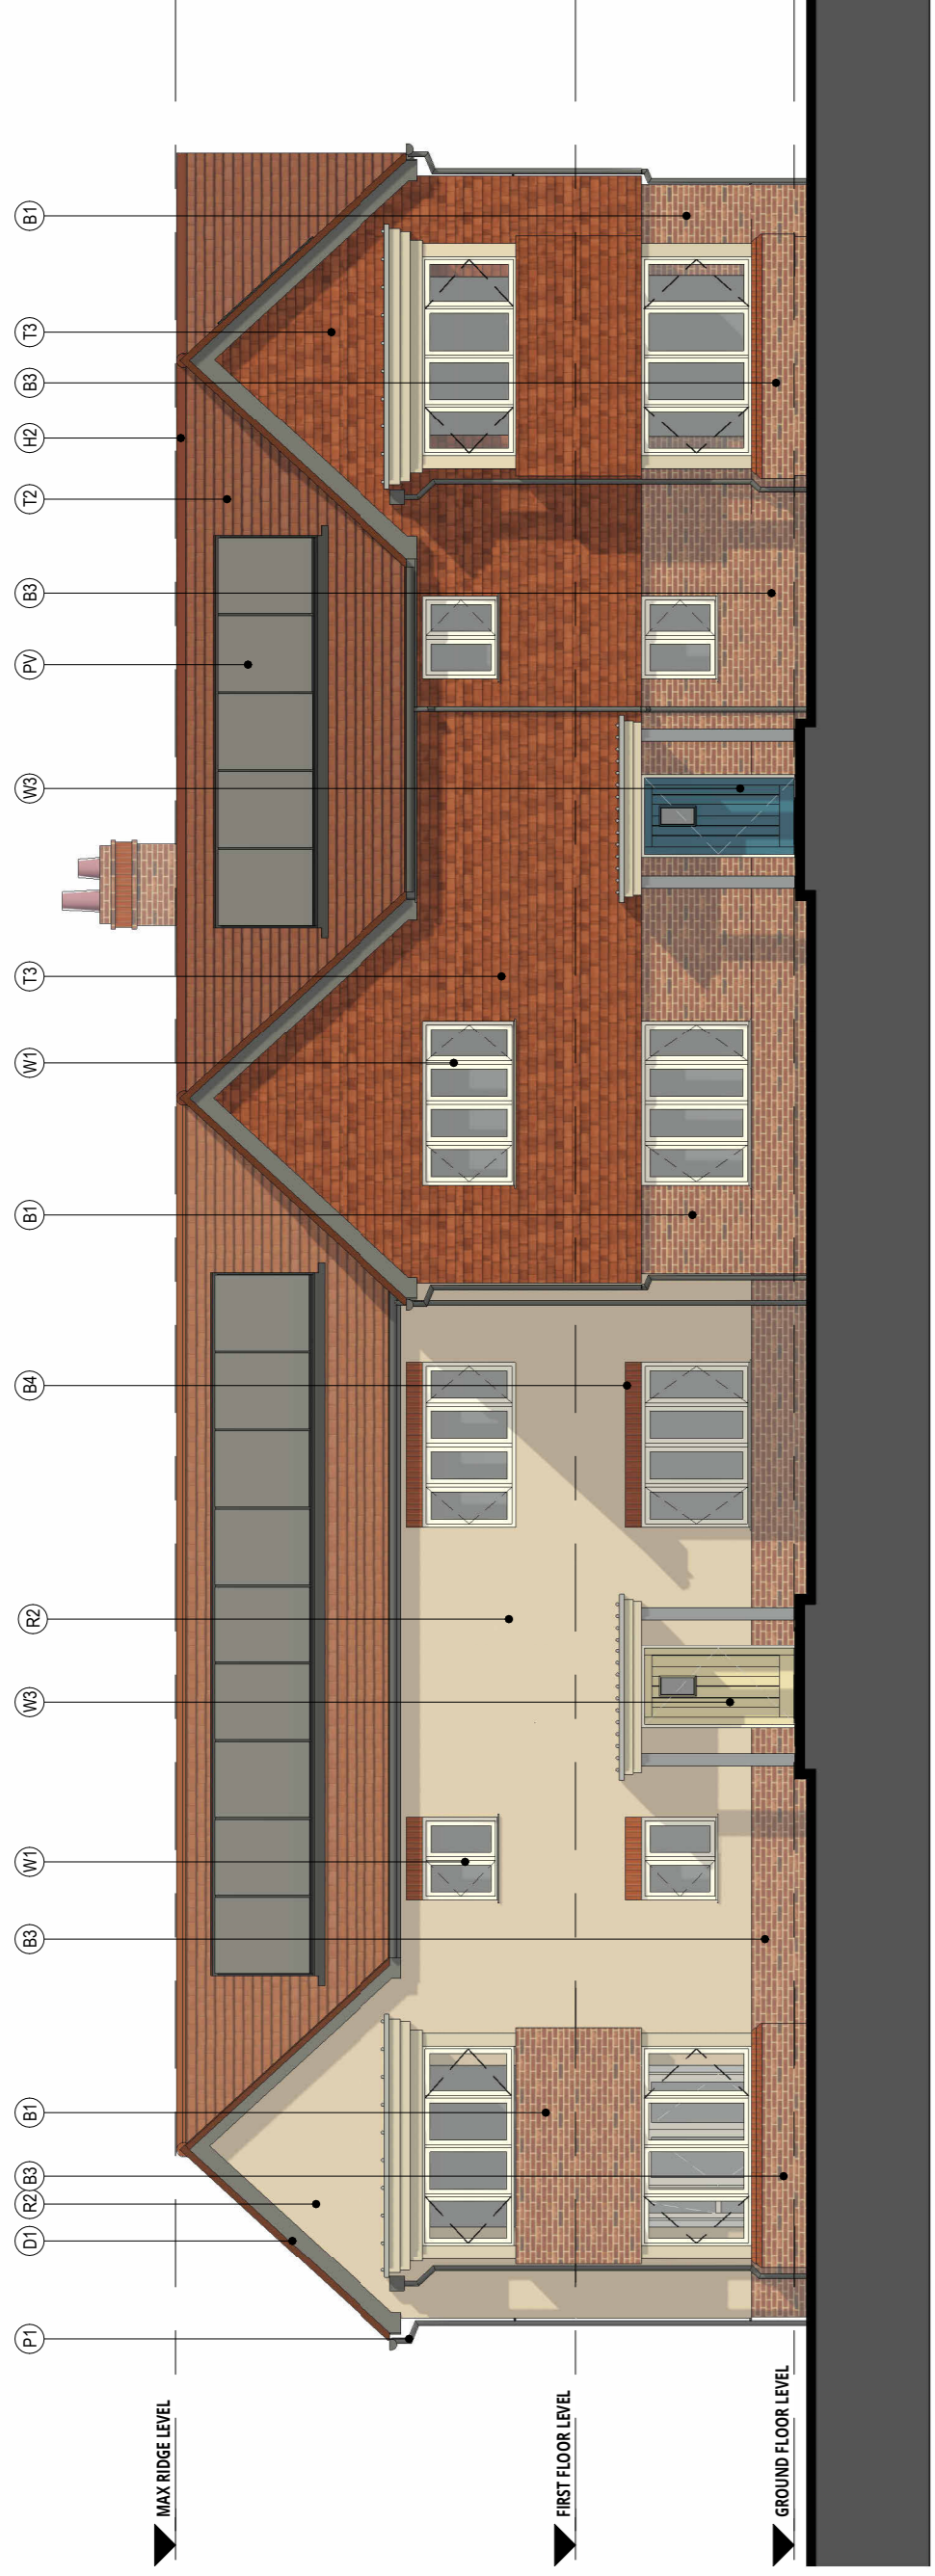 P1
D1
R2
B3
B1
B3
W1
W3
R2
B4
B1
W1
T3
W3
PV
B3
T2
H2
B3
T3
B1
MAX RIDGE LEVEL
FIRST FLOOR LEVEL
GROUND FLOOR LEVEL